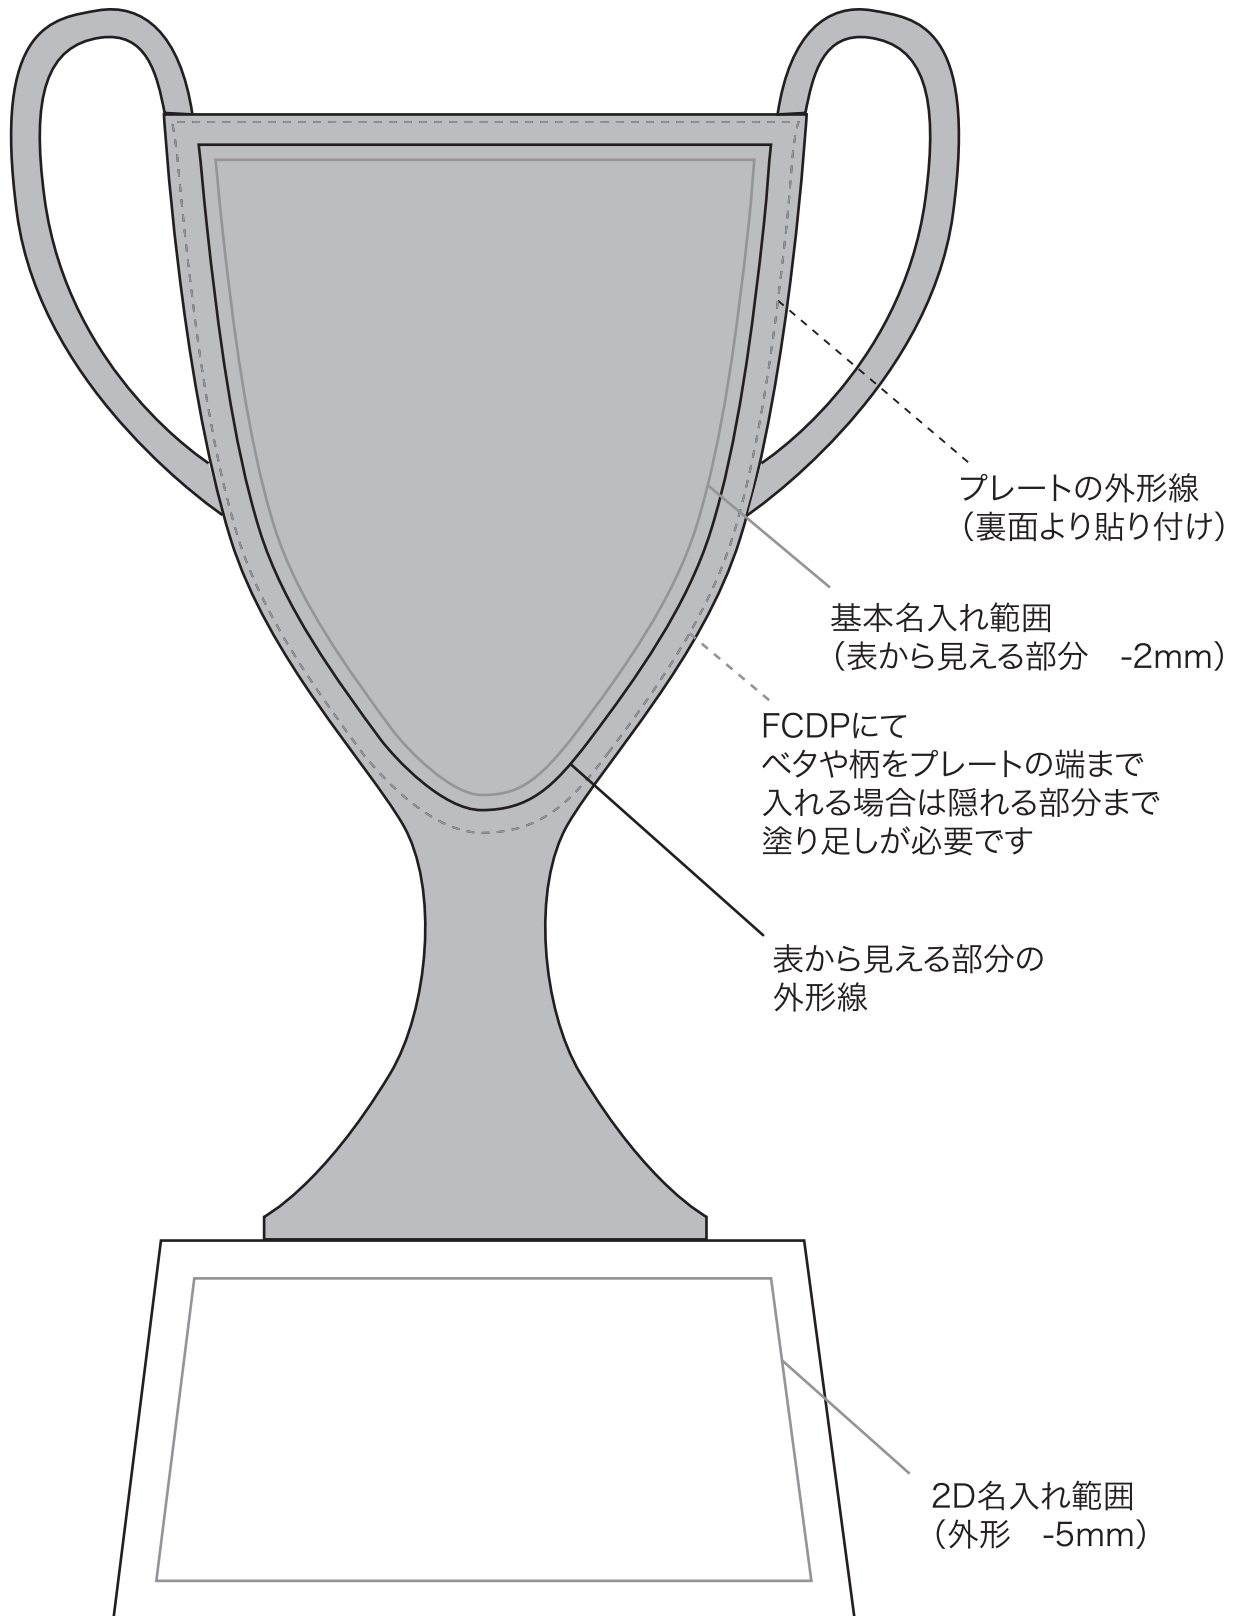 プレートの外形線
（裏面より貼り付け）
基本名入れ範囲
（表から見える部分　-2mm）
FCDPにて
ベタや柄をプレートの端まで
入れる場合は隠れる部分まで
塗り足しが必要です
表から見える部分の
外形線
2D名入れ範囲
（外形　-5mm）